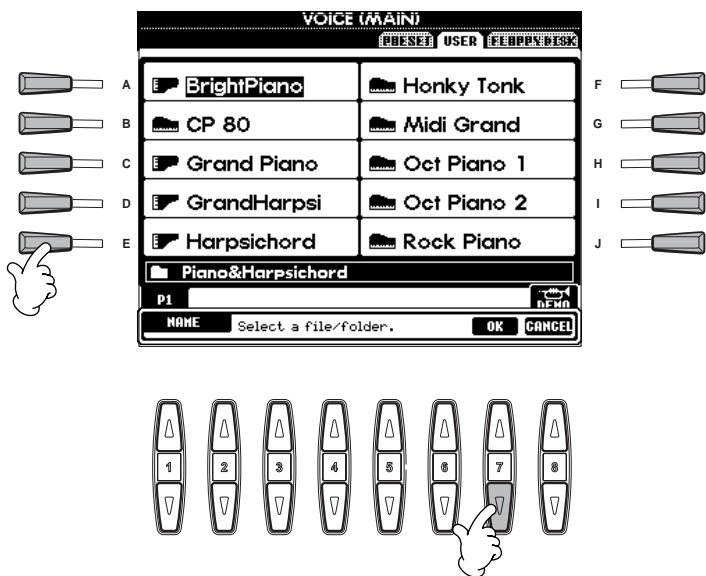 VOICE (MAIN)
PRESET USER FLOPPY DISK
A BrightPiano Honky Tonk F
B CP 80 Midi Grand G
C Grand Piano Oct Piano 1 H
D GrandHarpsi Oct Piano 2 I
E Harpsichord Rock Piano J
Piano&Harpsichord
P1 DEMO
NAME Select a file/folder. OK CANCEL
1 2 3 4 5 6 7 8